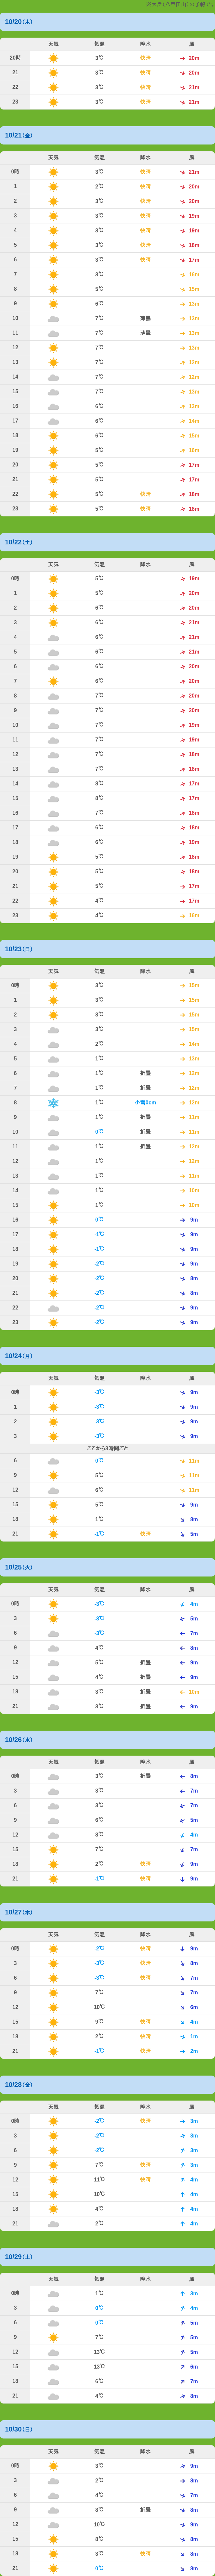 10/20(木)
天気 気温 降水 風
20時 3℃ 快晴 20m
21 3℃ 快晴 21m
22 3℃ 快晴 21m
23 3℃ 快晴 21m
10/21(金)
天気 気温 降水 風
0時 3℃ 快晴 21m
1 2℃ 快晴 20m
2 3℃ 快晴 20m
3 3℃ 快晴 19m
4 3℃ 快晴 19m
5 3℃ 快晴 18m
6 3℃ 快晴 17m
7 3℃ 16m
8 5℃ 15m
9 6℃ 13m
10 7℃ 薄曇 13m
11 7℃ 薄曇 13m
12 7℃ 13m
13 7℃ 12m
14 7℃ 12m
15 7℃ 13m
16 6℃ 13m
17 6℃ 14m
18 6℃ 15m
19 5℃ 16m
20 5℃ 17m
21 5℃ 17m
22 5℃ 快晴 18m
23 5℃ 快晴 18m
10/22(土)
天気 気温 降水 風
0時 5℃ 19m
1 5℃ 20m
2 6℃ 20m
3 6℃ 21m
4 6℃ 21m
5 6℃ 21m
6 6℃ 20m
7 6℃ 20m
8 7℃ 20m
9 7℃ 20m
10 7℃ 19m
11 7℃ 19m
12 7℃ 18m
13 7℃ 18m
14 8℃ 17m
15 8℃ 17m
16 7℃ 18m
17 6℃ 18m
18 6℃ 19m
19 5℃ 18m
20 5℃ 18m
21 5℃ 17m
22 4℃ 17m
23 4℃ 16m
10/23(日)
天気 気温 降水 風
0時 3℃ 15m
1 3℃ 15m
2 3℃ 15m
3 3℃ 15m
4 2℃ 14m
5 1℃ 13m
6 1℃ 折曇 12m
7 1℃ 折曇 12m
8 1℃ 小雪0cm 12m
9 1℃ 折曇 11m
10 0℃ 折曇 11m
11 1℃ 折曇 12m
12 1℃ 12m
13 1℃ 11m
14 1℃ 10m
15 1℃ 10m
16 0℃ 9m
17 -1℃ 9m
18 -1℃ 9m
19 -2℃ 9m
20 -2℃ 8m
21 -2℃ 8m
22 -2℃ 9m
23 -2℃ 9m
10/24(月)
天気 気温 降水 風
0時 -3℃ 9m
1 -3℃ 9m
2 -3℃ 9m
3 -3℃ 9m
ここから3時間ごと
6 0℃ 11m
9 5℃ 11m
12 6℃ 11m
15 5℃ 9m
18 1℃ 8m
21 -1℃ 快晴 5m
10/25(火)
天気 気温 降水 風
0時 -3℃ 4m
3 -3℃ 5m
6 -3℃ 7m
9 4℃ 8m
12 5℃ 折曇 9m
15 4℃ 折曇 9m
18 3℃ 折曇 10m
21 3℃ 折曇 9m
10/26(水)
天気 気温 降水 風
0時 3℃ 折曇 8m
3 3℃ 7m
6 3℃ 7m
9 6℃ 5m
12 8℃ 4m
15 7℃ 7m
18 2℃ 快晴 9m
21 -1℃ 快晴 9m
10/27(木)
天気 気温 降水 風
0時 -2℃ 快晴 9m
3 -3℃ 快晴 8m
6 -3℃ 快晴 7m
9 7℃ 7m
12 10℃ 6m
15 9℃ 快晴 4m
18 2℃ 快晴 1m
21 -1℃ 快晴 2m
10/28(金)
天気 気温 降水 風
0時 -2℃ 快晴 3m
3 -2℃ 3m
6 -2℃ 3m
9 7℃ 快晴 3m
12 11℃ 快晴 4m
15 10℃ 4m
18 4℃ 4m
21 2℃ 4m
10/29(土)
天気 気温 降水 風
0時 1℃ 3m
3 0℃ 4m
6 0℃ 5m
9 7℃ 5m
12 13℃ 5m
15 13℃ 6m
18 6℃ 7m
21 4℃ 8m
10/30(日)
天気 気温 降水 風
0時 3℃ 9m
3 2℃ 8m
6 4℃ 7m
9 8℃ 折曇 8m
12 10℃ 9m
15 6℃ 8m
18 3℃ 快晴 8m
21 0℃ 8m